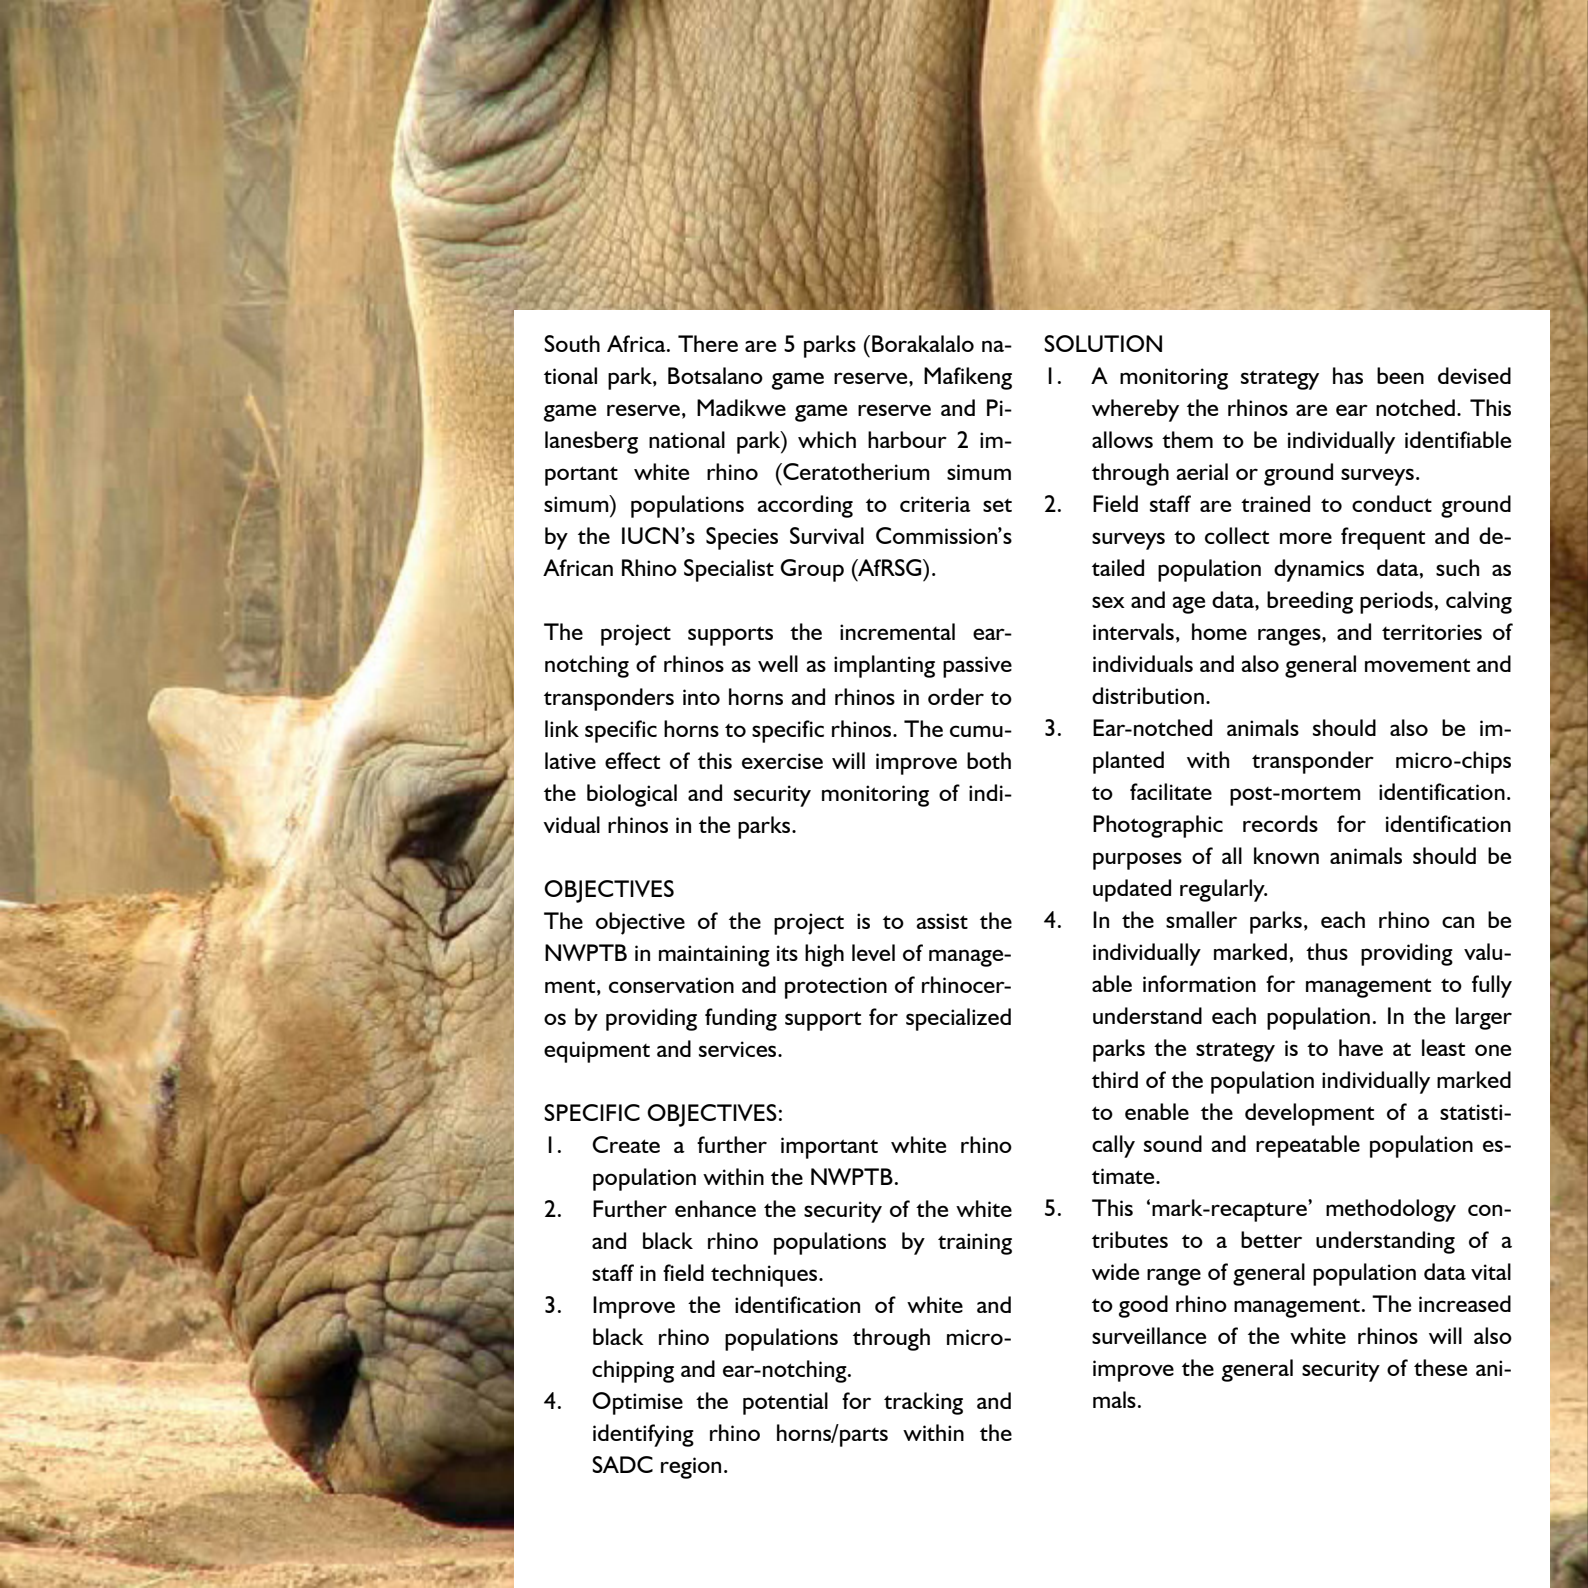 South Africa. There are 5 parks (Borakalalo na-
tional park, Botsalano game reserve, Mafikeng
game reserve, Madikwe game reserve and Pi-
lanesberg national park) which harbour 2 im-
portant white rhino (Ceratotherium simum
simum) populations according to criteria set
by the IUCN’s Species Survival Commission’s
African Rhino Specialist Group (AfRSG).
The project supports the incremental ear-
notching of rhinos as well as implanting passive
transponders into horns and rhinos in order to
link specific horns to specific rhinos. The cumu-
lative effect of this exercise will improve both
the biological and security monitoring of indi-
vidual rhinos in the parks.
OBJECTIVES
The objective of the project is to assist the
NWPTB in maintaining its high level of manage-
ment, conservation and protection of rhinocer-
os by providing funding support for specialized
equipment and services.
SPECIFIC OBJECTIVES:
1. Create a further important white rhino
population within the NWPTB.
2. Further enhance the security of the white
and black rhino populations by training
staff in field techniques.
3. Improve the identification of white and
black rhino populations through micro-
chipping and ear-notching.
4. Optimise the potential for tracking and
identifying rhino horns/parts within the
SADC region.
SOLUTION
1. A monitoring strategy has been devised
whereby the rhinos are ear notched. This
allows them to be individually identifiable
through aerial or ground surveys.
2. Field staff are trained to conduct ground
surveys to collect more frequent and de-
tailed population dynamics data, such as
sex and age data, breeding periods, calving
intervals, home ranges, and territories of
individuals and also general movement and
distribution.
3. Ear-notched animals should also be im-
planted with transponder micro-chips
to facilitate post-mortem identification.
Photographic records for identification
purposes of all known animals should be
updated regularly.
4. In the smaller parks, each rhino can be
individually marked, thus providing valu-
able information for management to fully
understand each population. In the larger
parks the strategy is to have at least one
third of the population individually marked
to enable the development of a statisti-
cally sound and repeatable population es-
timate.
5. This ‘mark-recapture’ methodology con-
tributes to a better understanding of a
wide range of general population data vital
to good rhino management. The increased
surveillance of the white rhinos will also
improve the general security of these ani-
mals.